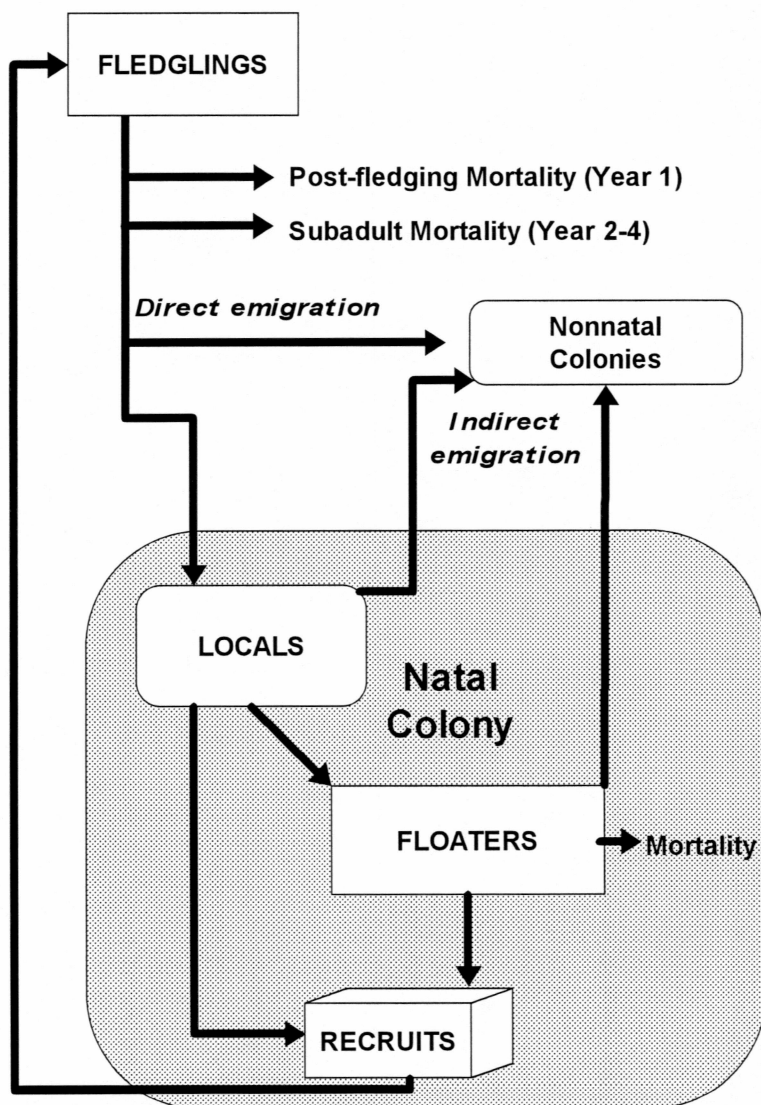 FLEDGLINGS
Post-fledging Mortality (Year 1)
Subadult Mortality (Year 2-4)
Direct emigration
Nonnatal
Colonies
Indirect
emigration
LOCALS
Natal
Colony
FLOATERS
Mortality
RECRUITS